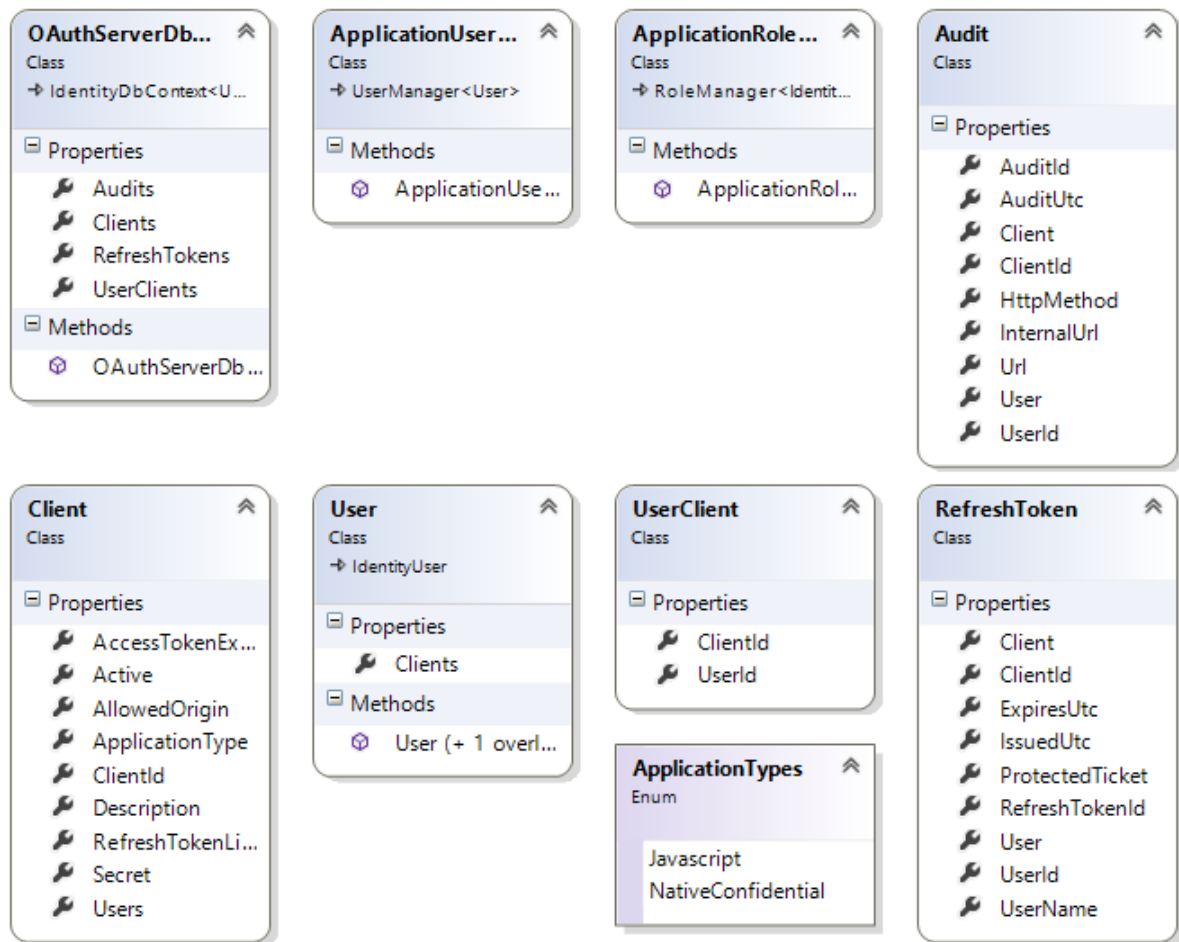 OAuthServerDb...
Class
IdentityDbContext<U...
Properties
Audits
Clients
RefreshTokens
UserClients
Methods
OAuthServerDb...
ApplicationUser...
Class
UserManager<User>
Methods
ApplicationUse...
ApplicationRole...
Class
RoleManager<Identit...
Methods
ApplicationRol...
Audit
Class
Properties
AuditId
AuditUtc
Client
ClientId
HttpMethod
InternalUrl
Url
User
UserId
Client
Class
Properties
AccessTokenEx...
Active
AllowedOrigin
ApplicationType
ClientId
Description
RefreshTokenLi...
Secret
Users
User
Class
IdentityUser
Properties
Clients
Methods
User (+ 1 overl...
UserClient
Class
Properties
ClientId
UserId
ApplicationTypes
Enum
Javascript
NativeConfidential
RefreshToken
Class
Properties
Client
ClientId
ExpiresUtc
IssuedUtc
ProtectedTicket
RefreshTokenId
User
UserId
UserName